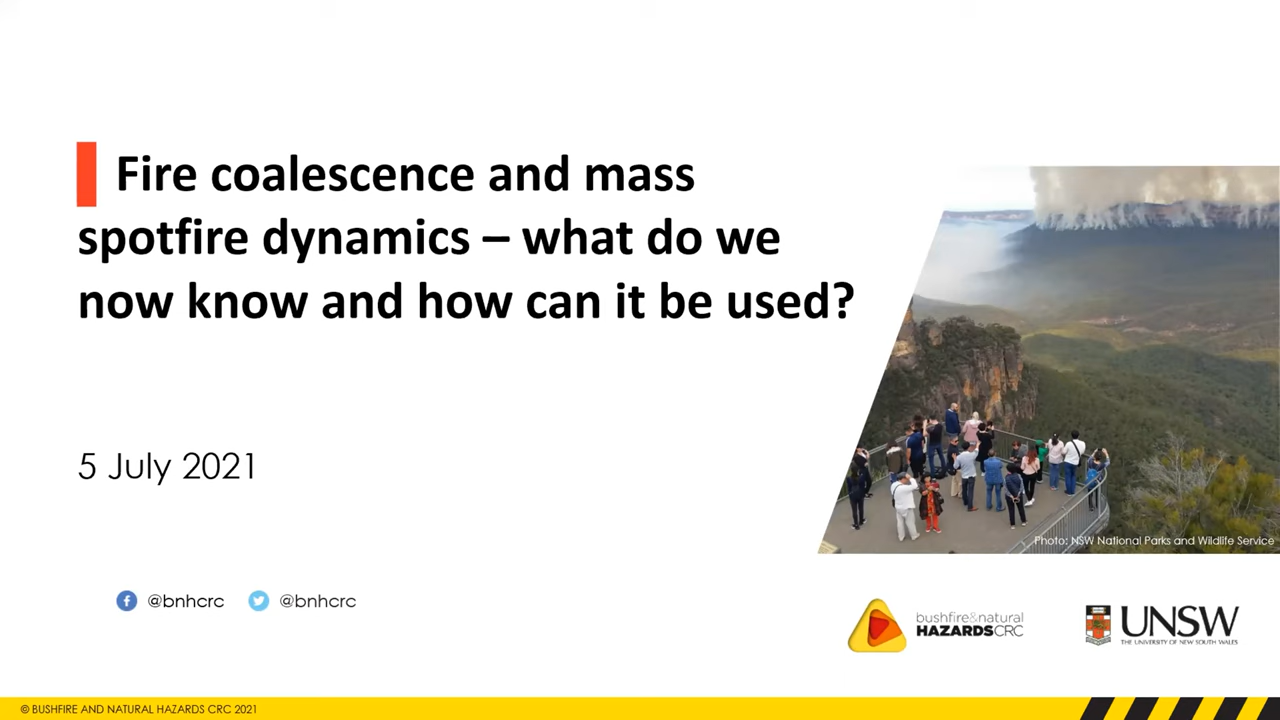 Fire coalescence and mass
spotfire dynamics – what do we
now know and how can it be used?
5 July 2021
Photo: NSW National Parks and Wildlife Service
@bnhcrc @bnhcrc
bushfire&natural
HAZARDSCRC
UNSW
THE UNIVERSITY OF NEW SOUTH WALES
© BUSHFIRE AND NATURAL HAZARDS CRC 2021